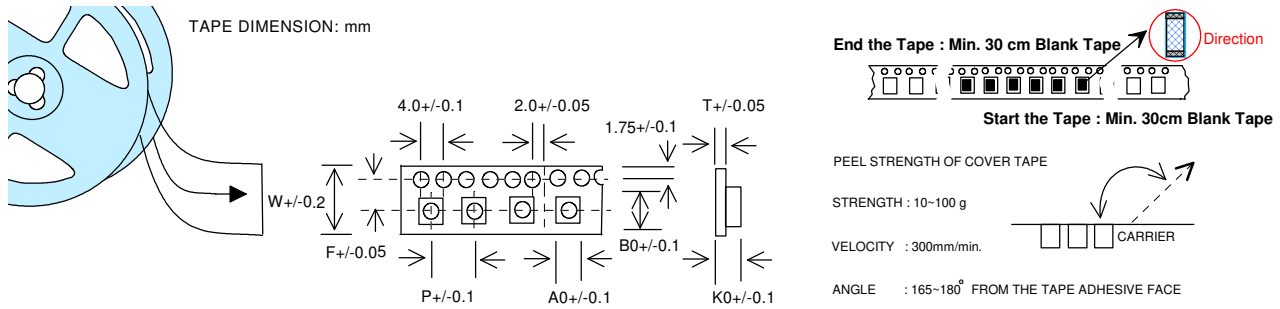 TAPE DIMENSION: mm
4.0+/-0.1
2.0+/-0.05
T+/-0.05
1.75+/-0.1
W+/-0.2
F+/-0.05
B0+/-0.1
P+/-0.1
A0+/-0.1
K0+/-0.1
End the Tape : Min. 30 cm Blank Tape
Direction
Start the Tape : Min. 30cm Blank Tape
PEEL STRENGTH OF COVER TAPE
STRENGTH : 10~100 g
VELOCITY : 300mm/min.
CARRIER
ANGLE : 165~180° FROM THE TAPE ADHESIVE FACE